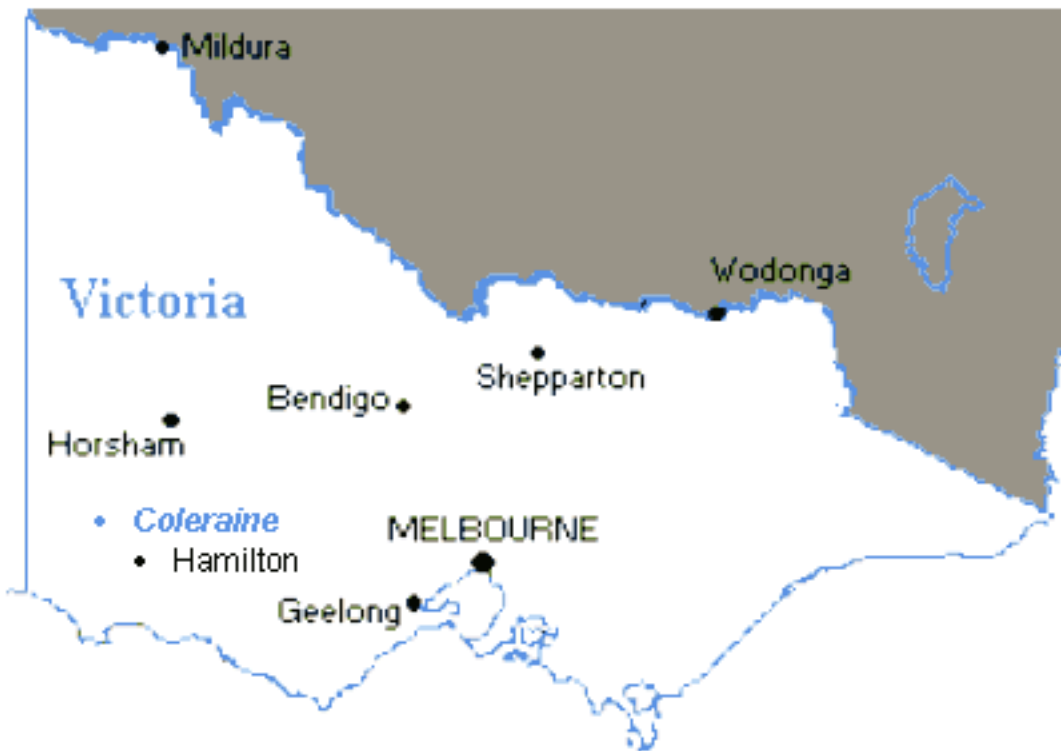 Mildura
Wodonga
Victoria
Shepparton
Bendigo
Horsham
Coleraine
MELBOURNE
Hamilton
Geelong